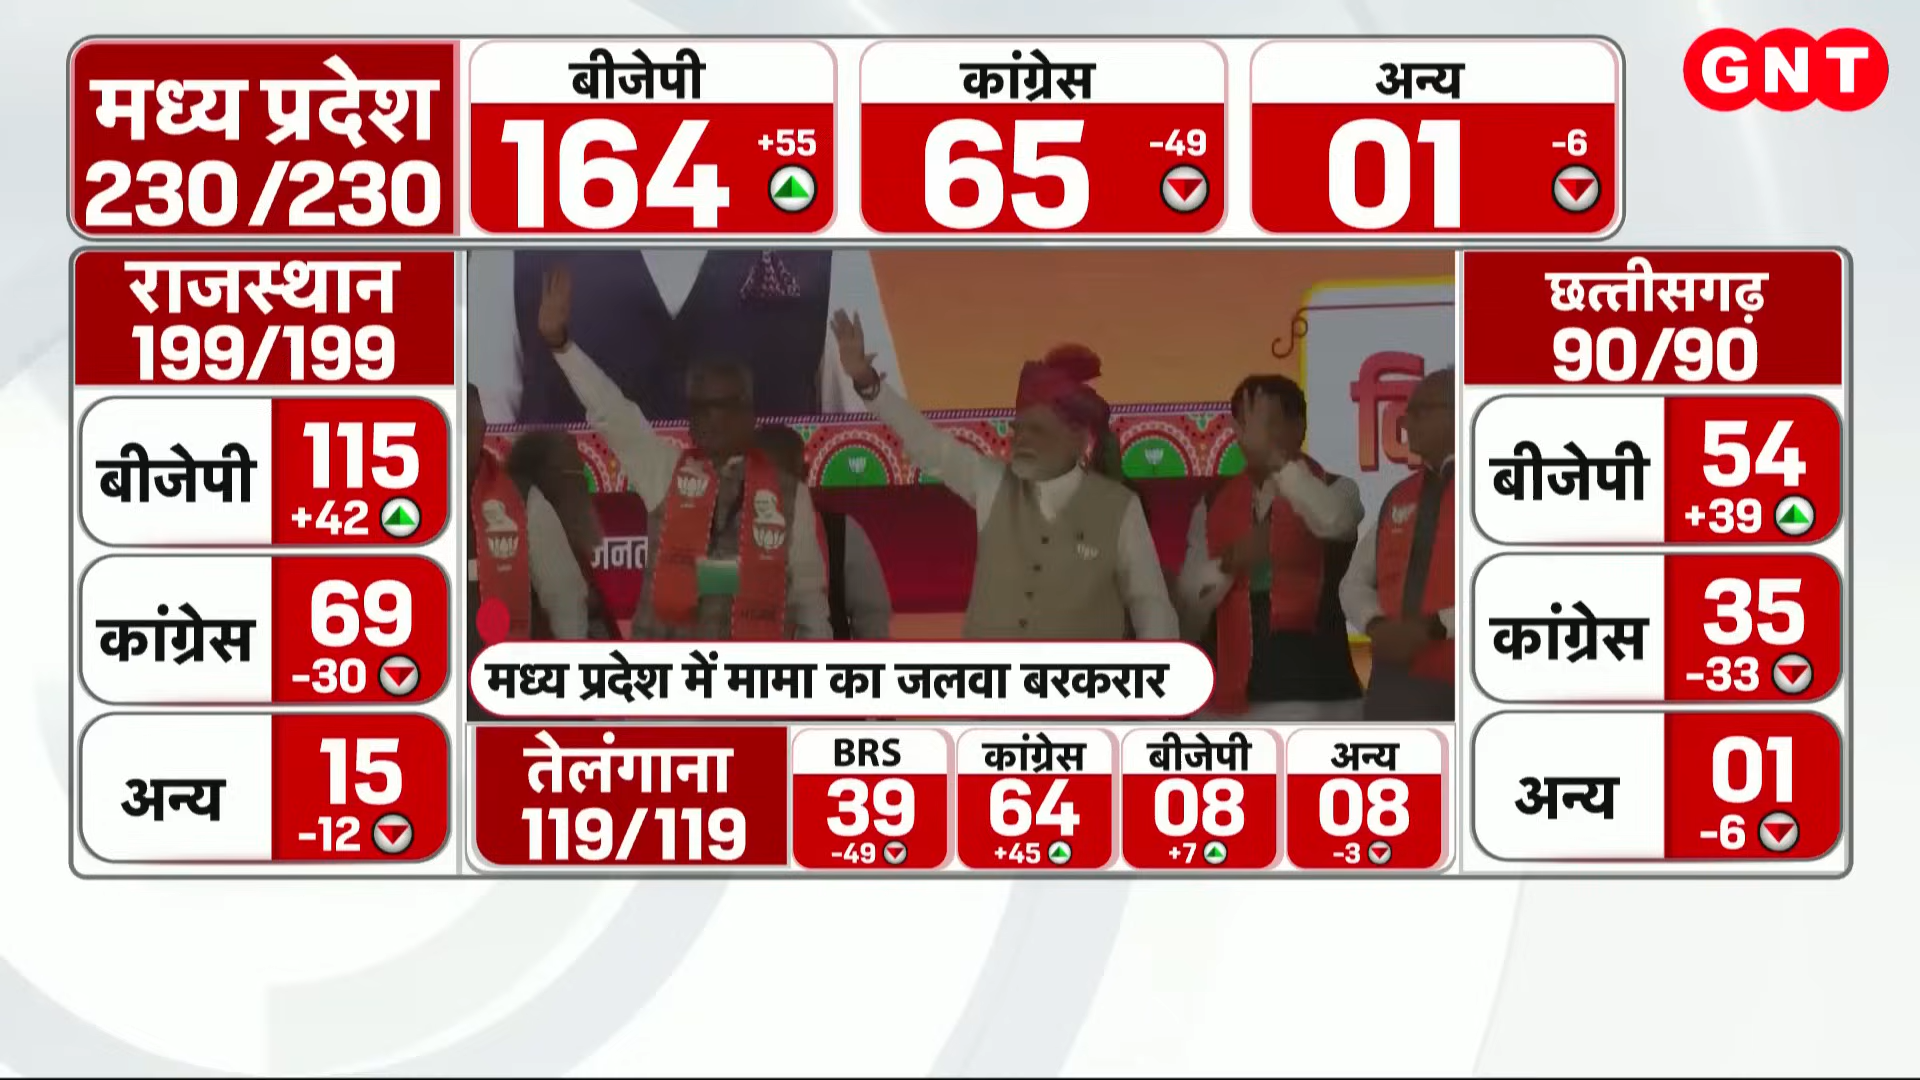 मध्य प्रदेश
230/230
बीजेपी
164
+55
कांग्रेस
65
-49
अन्य
01
-6
GNT
राजस्थान
199/199
बीजेपी
115
+42
कांग्रेस
69
-30
अन्य
15
-12
जनत
वि
मध्य प्रदेश में मामा का जलवा बरकरार
तेलंगाना
119/119
BRS
39
-49
कांग्रेस
64
+45
बीजेपी
08
+7
अन्य
08
-3
छत्तीसगढ़
90/90
बीजेपी
54
+39
कांग्रेस
35
-33
अन्य
01
-6